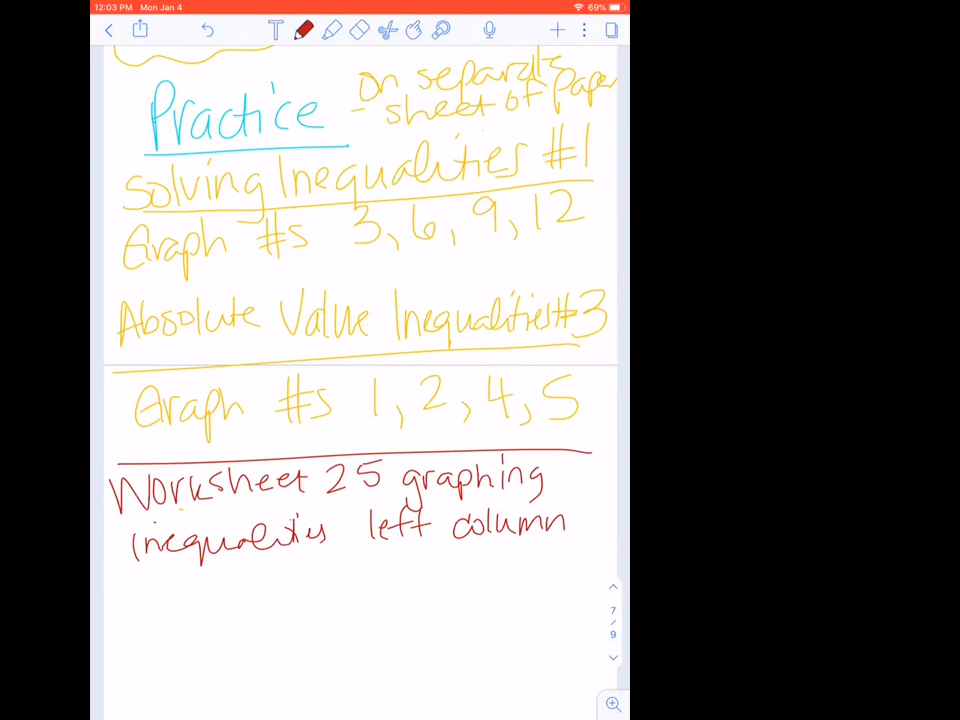 12:03 PM Mon Jan 4
69%
T
Practice
- on separate
sheet of paper
Solving Inequalities #1
Graph #s 3, 6, 9, 12
Absolute Value Inequalities #3
Graph #s 1, 2, 4, 5
Worksheet 25 graphing
inequalities left column
7
/
9